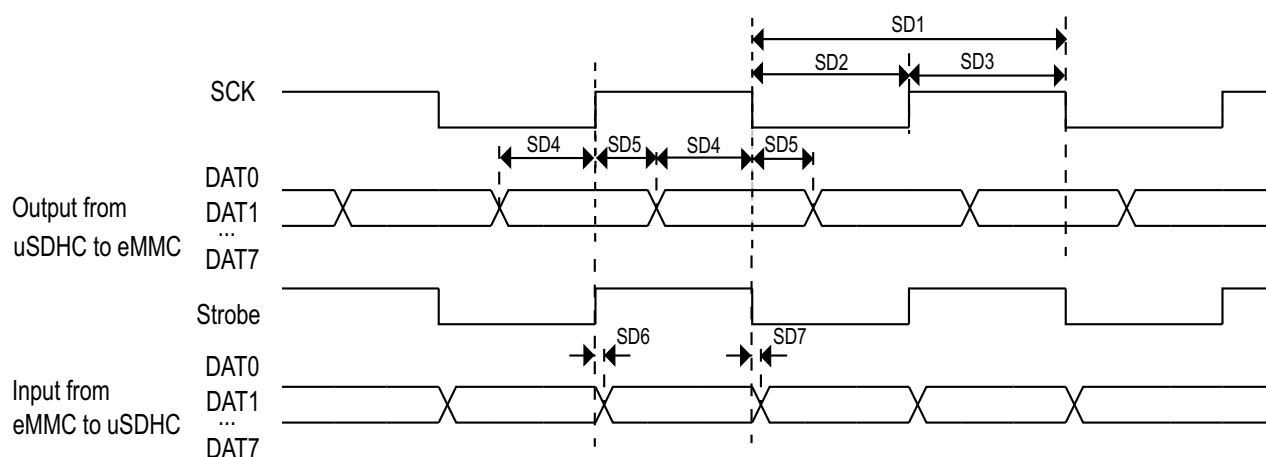 SD1
SD2 SD3
SCK
SD4 SD5 SD4 SD5
DAT0
Output from
uSDHC to eMMC
DAT1
...
DAT7
Strobe
SD6 SD7
DAT0
Input from
eMMC to uSDHC
DAT1
...
DAT7